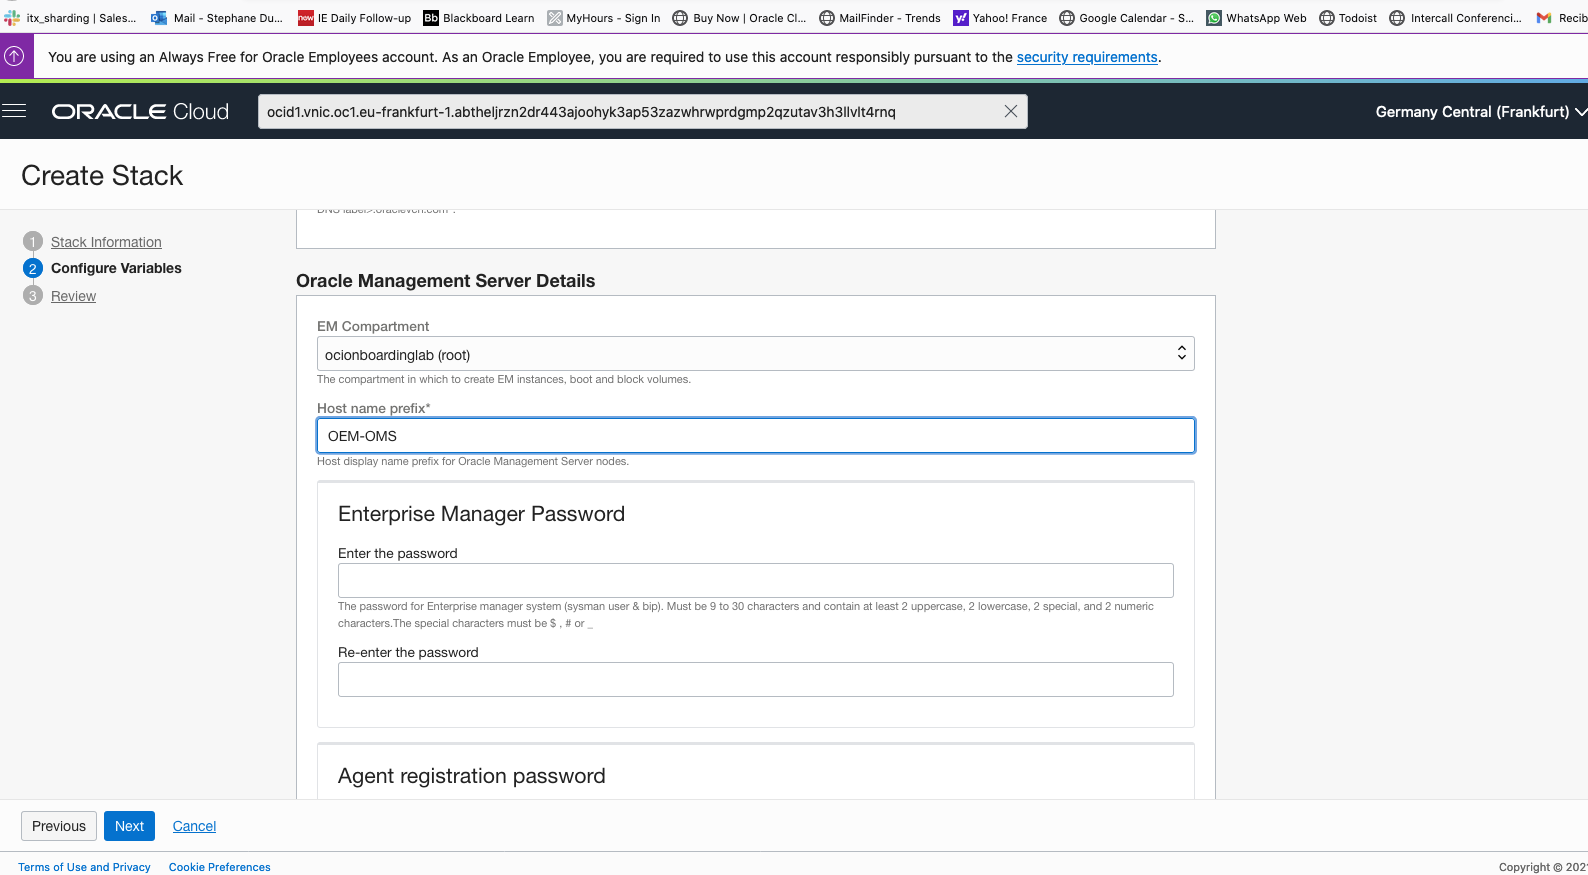 itx_sharding | Sales... Mail - Stephane Du... now IE Daily Follow-up Bb Blackboard Learn MyHours - Sign In Buy Now | Oracle Cl... MailFinder - Trends y! Yahoo! France Google Calendar - S... WhatsApp Web Todoist Intercall Conferenci... Recib
You are using an Always Free for Oracle Employees account. As an Oracle Employee, you are required to use this account responsibly pursuant to the security requirements.
ORACLE Cloud
ocid1.vnic.oc1.eu-frankfurt-1.abtheljrzn2dr443ajoohyk3ap53zazwhrwprdgmp2qzutav3h3llvlt4rnq
Germany Central (Frankfurt)
Create Stack
DNS label>.oraclevcn.com".
1 Stack Information
2 Configure Variables
3 Review
Oracle Management Server Details
EM Compartment
ocionboardinglab (root)
The compartment in which to create EM instances, boot and block volumes.
Host name prefix*
OEM-OMS
Host display name prefix for Oracle Management Server nodes.
Enterprise Manager Password
Enter the password
The password for Enterprise manager system (sysman user & bip). Must be 9 to 30 characters and contain at least 2 uppercase, 2 lowercase, 2 special, and 2 numeric
characters.The special characters must be $ , # or _
Re-enter the password
Agent registration password
Previous Next Cancel
Terms of Use and Privacy Cookie Preferences
Copyright © 202